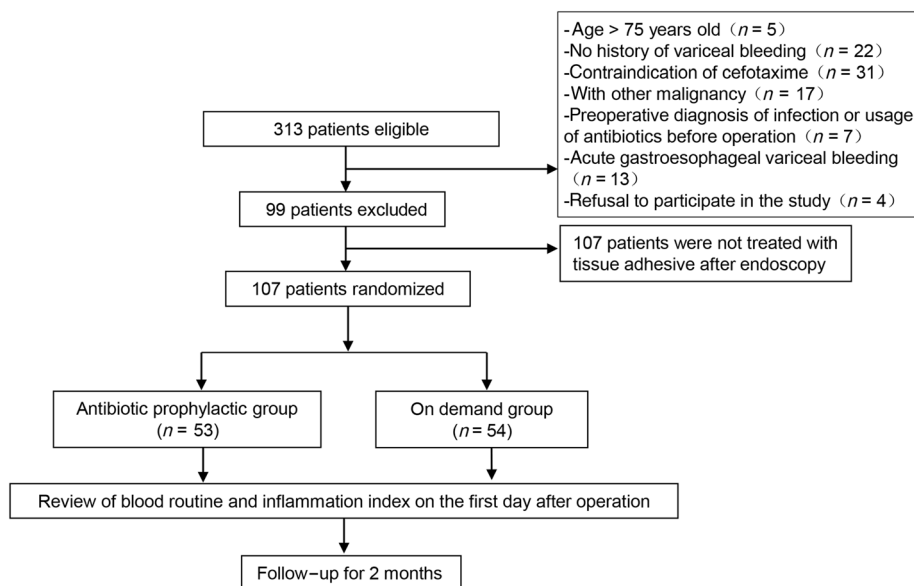 -Age > 75 years old（n = 5）
-No history of variceal bleeding（n = 22）
-Contraindication of cefotaxime（n = 31）
-With other malignancy（n = 17）
-Preoperative diagnosis of infection or usage
of antibiotics before operation（n = 7）
-Acute gastroesophageal variceal bleeding
（n = 13）
-Refusal to participate in the study（n = 4）
313 patients eligible
99 patients excluded
107 patients were not treated with
tissue adhesive after endoscopy
107 patients randomized
Antibiotic prophylactic group
(n = 53)
On demand group
(n = 54)
Review of blood routine and inflammation index on the first day after operation
Follow−up for 2 months